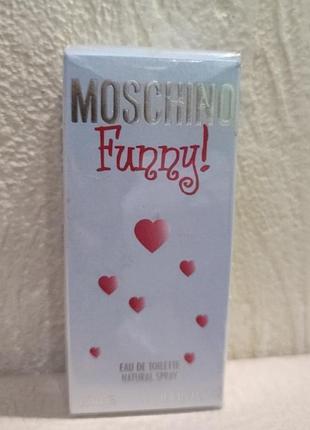 MOSCHINO
Funny!
EAU DE TOILETTE
NATURAL SPRAY